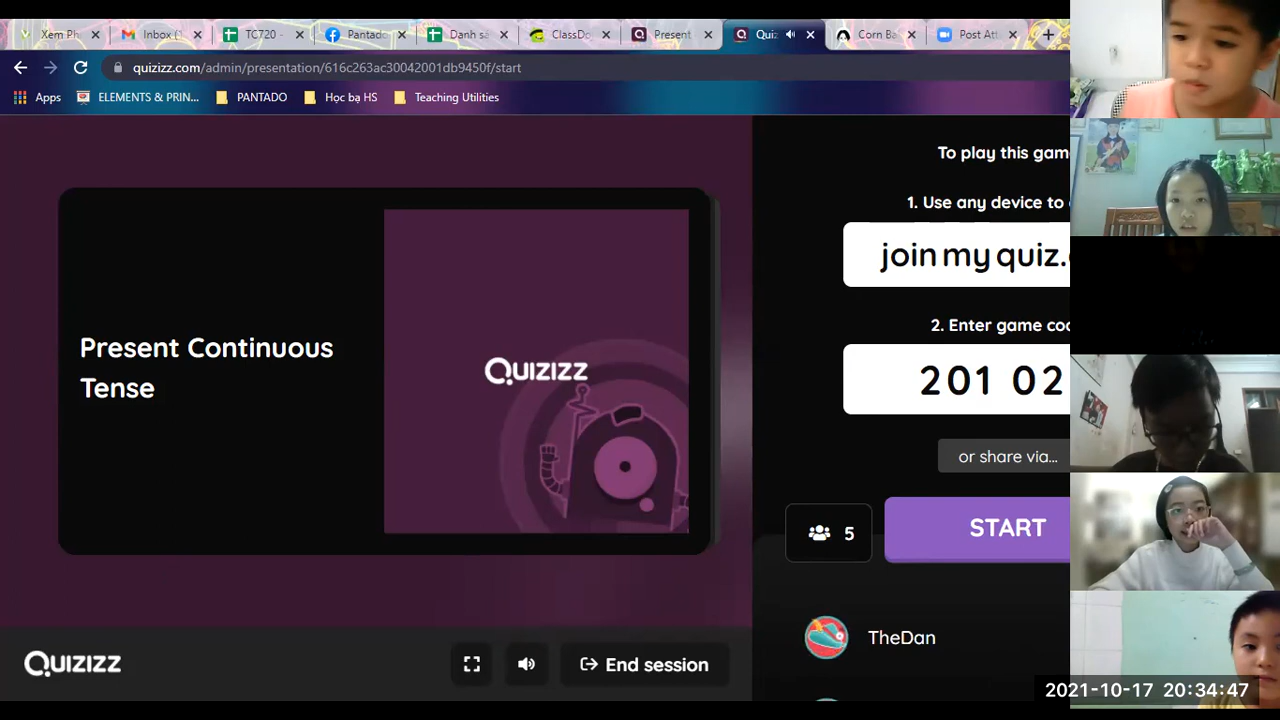 Xem Ph
Inbox (
TC720 -
Pantado
Danh sá
ClassDo
Present
Quiz
Corn Ba
Post Att
quizizz.com/admin/presentation/616c263ac30042001db9450f/start
Apps
ELEMENTS & PRIN...
PANTADO
Học bạ HS
Teaching Utilities
Present Continuous
Tense
Quizizz
To play this gam
1. Use any device to
join my quiz.
2. Enter game co
201 02
or share via...
5
START
TheDan
Quizizz
End session
2021-10-17 20:34:47